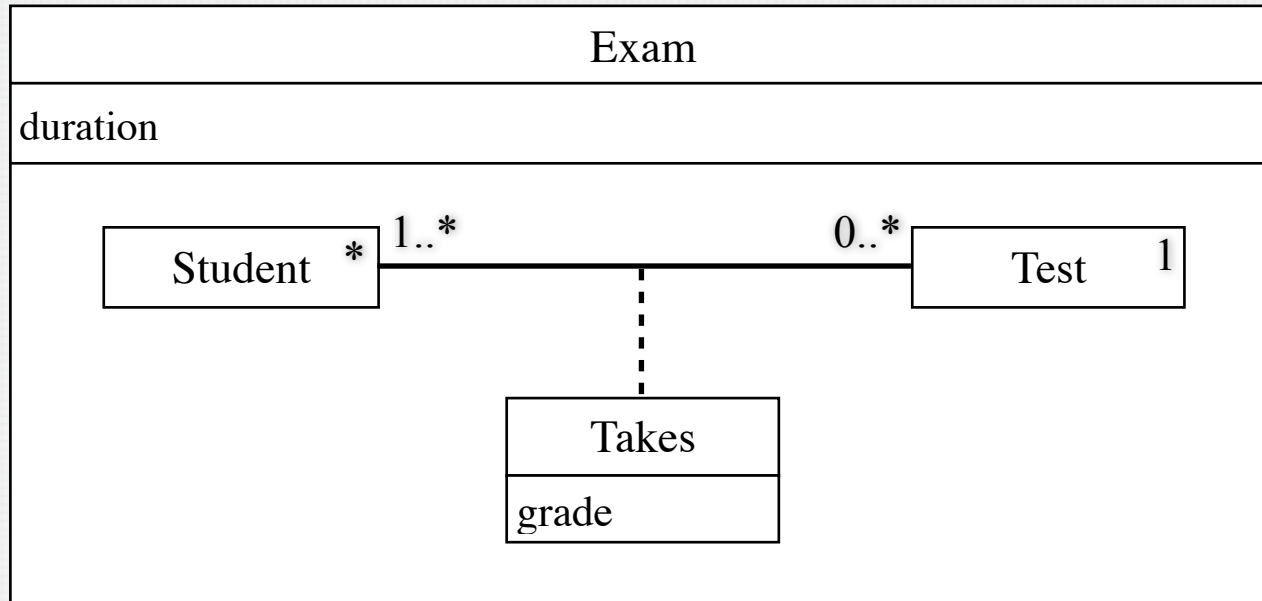 Exam
duration
1..* 0..*
Student * Test 1
Takes
grade